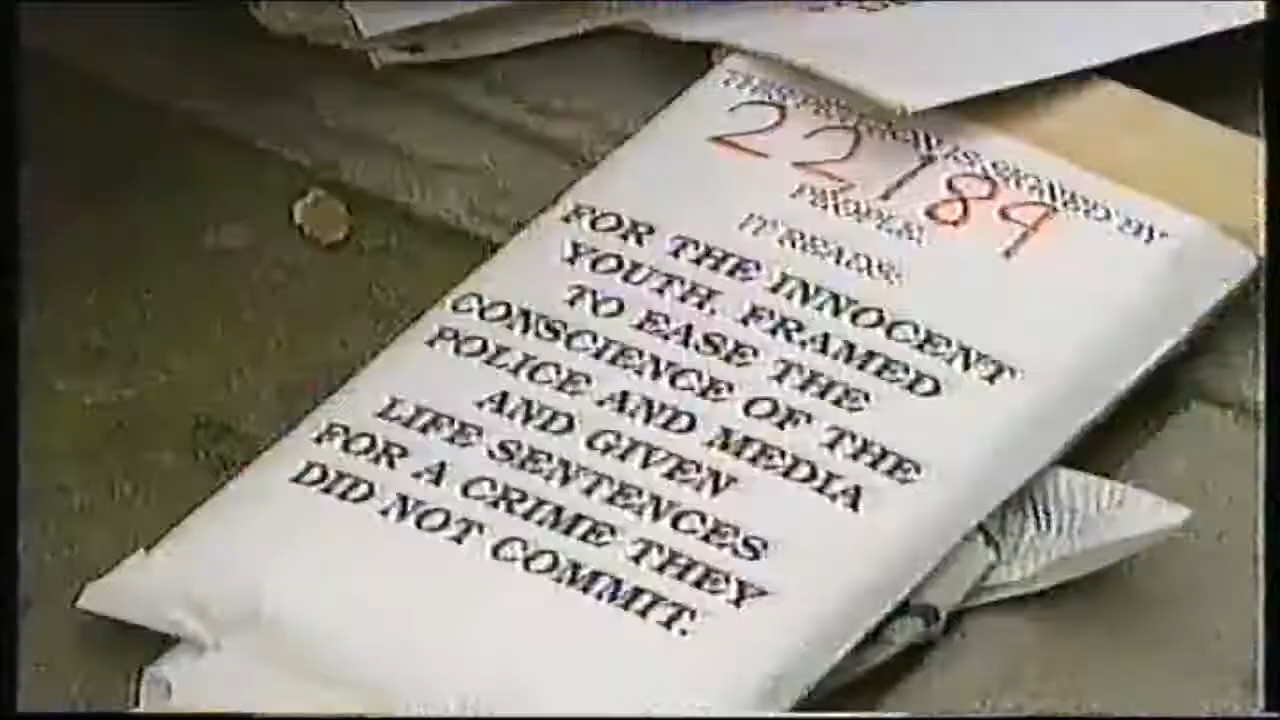 THIS PETITION WAS SIGNED BY
22789
PEOPLE.
IT READS:
FOR THE INNOCENT
YOUTH, FRAMED
TO EASE THE
CONSCIENCE OF THE
POLICE AND MEDIA
AND GIVEN
LIFE SENTENCES
FOR A CRIME THEY
DID NOT COMMIT.